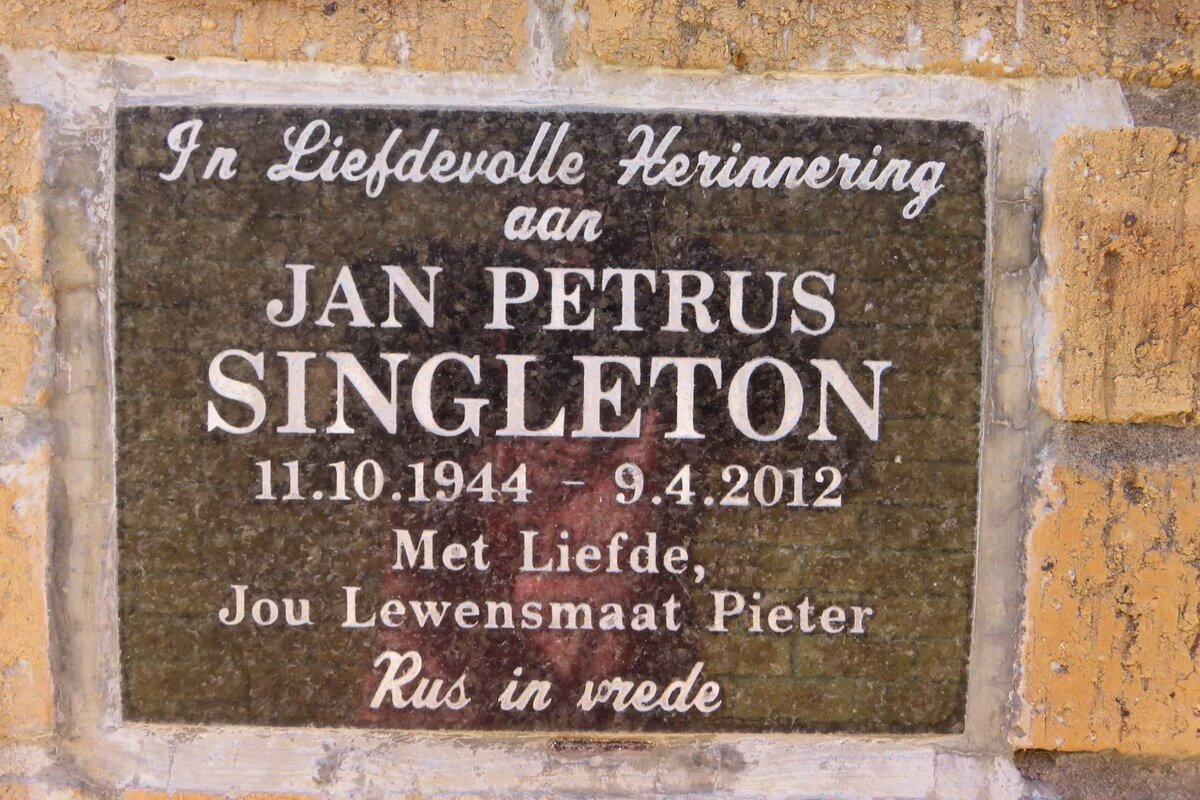 In Liefdevolle Herinnering
aan
JAN PETRUS
SINGLETON
11.10.1944 - 9.4.2012
Met Liefde,
Jou Lewensmaat Pieter
Rus in vrede